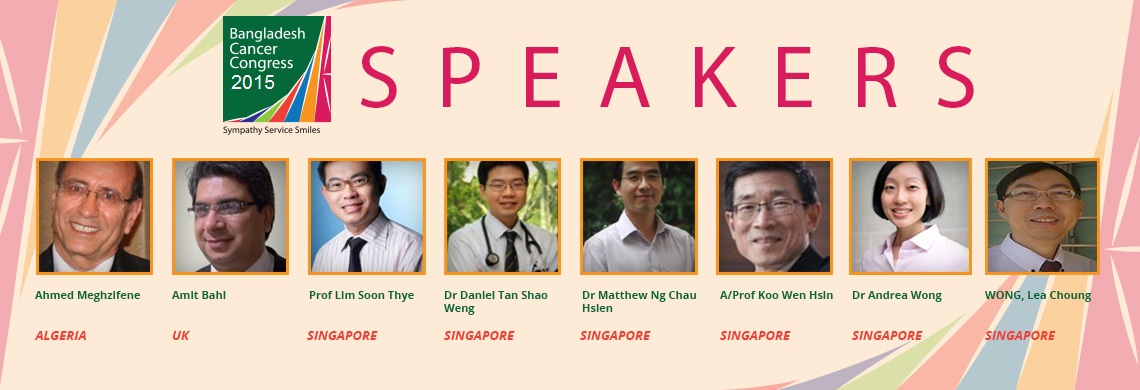 Bangladesh
Cancer
Congress
2015
Sympathy Service Smiles
SPEAKERS
Ahmed Meghzifene
ALGERIA
Amit Bahl
UK
Prof Lim Soon Thye
SINGAPORE
Dr Daniel Tan Shao
Weng
SINGAPORE
Dr Matthew Ng Chau
Hsien
SINGAPORE
A/Prof Koo Wen Hsin
SINGAPORE
Dr Andrea Wong
SINGAPORE
WONG, Lea Choung
SINGAPORE